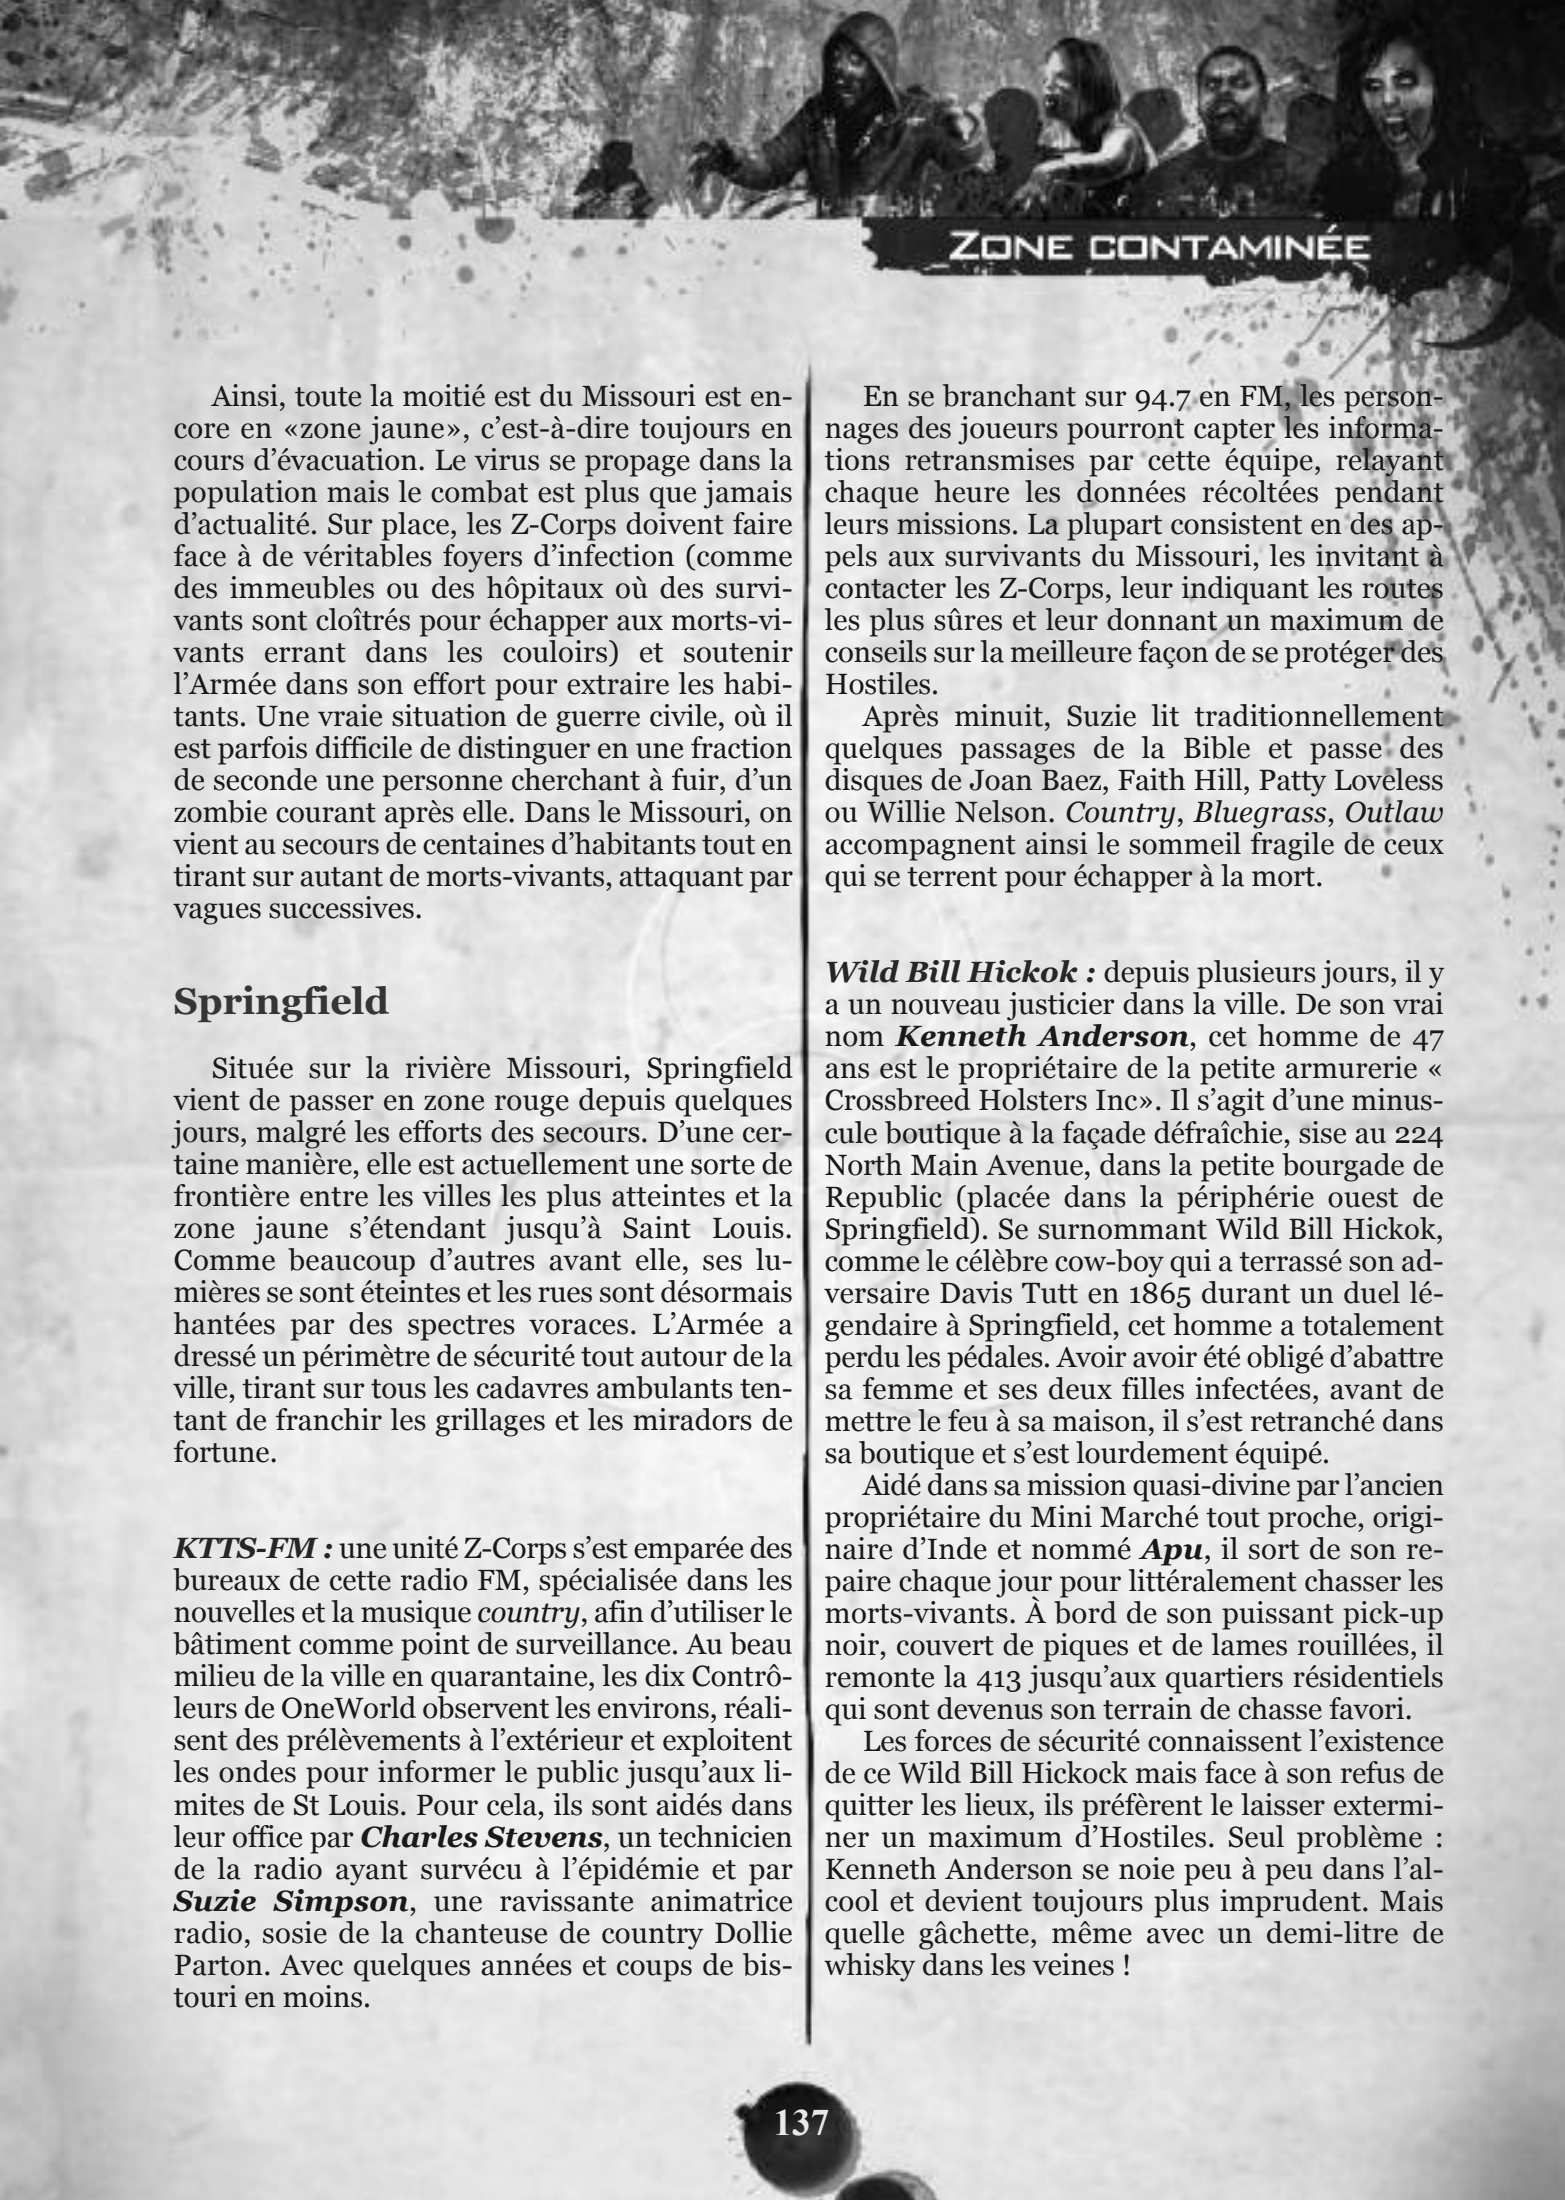 ZONE CONTAMINÉE
Ainsi, toute la moitié est du Missouri est en-
core en «zone jaune», c’est-à-dire toujours en
cours d’évacuation. Le virus se propage dans la
population mais le combat est plus que jamais
d’actualité. Sur place, les Z-Corps doivent faire
face à de véritables foyers d’infection (comme
des immeubles ou des hôpitaux où des survi-
vants sont cloîtrés pour échapper aux morts-vi-
vants errant dans les couloirs) et soutenir
l’Armée dans son effort pour extraire les habi-
tants. Une vraie situation de guerre civile, où il
est parfois difficile de distinguer en une fraction
de seconde une personne cherchant à fuir, d’un
zombie courant après elle. Dans le Missouri, on
vient au secours de centaines d’habitants tout en
tirant sur autant de morts-vivants, attaquant par
vagues successives.
Springfield
Située sur la rivière Missouri, Springfield
vient de passer en zone rouge depuis quelques
jours, malgré les efforts des secours. D’une cer-
taine manière, elle est actuellement une sorte de
frontière entre les villes les plus atteintes et la
zone jaune s’étendant jusqu’à Saint Louis.
Comme beaucoup d’autres avant elle, ses lu-
mières se sont éteintes et les rues sont désormais
hantées par des spectres voraces. L’Armée a
dressé un périmètre de sécurité tout autour de la
ville, tirant sur tous les cadavres ambulants ten-
tant de franchir les grillages et les miradors de
fortune.
KTTS-FM : une unité Z-Corps s’est emparée des
bureaux de cette radio FM, spécialisée dans les
nouvelles et la musique country, afin d’utiliser le
bâtiment comme point de surveillance. Au beau
milieu de la ville en quarantaine, les dix Contrô-
leurs de OneWorld observent les environs, réali-
sent des prélèvements à l’extérieur et exploitent
les ondes pour informer le public jusqu’aux li-
mites de St Louis. Pour cela, ils sont aidés dans
leur office par Charles Stevens, un technicien
de la radio ayant survécu à l’épidémie et par
Suzie Simpson, une ravissante animatrice
radio, sosie de la chanteuse de country Dollie
Parton. Avec quelques années et coups de bis-
touri en moins.
En se branchant sur 94.7 en FM, les person-
nages des joueurs pourront capter les informa-
tions retransmises par cette équipe, relayant
chaque heure les données récoltées pendant
leurs missions. La plupart consistent en des ap-
pels aux survivants du Missouri, les invitant à
contacter les Z-Corps, leur indiquant les routes
les plus sûres et leur donnant un maximum de
conseils sur la meilleure façon de se protéger des
Hostiles.
Après minuit, Suzie lit traditionnellement
quelques passages de la Bible et passe des
disques de Joan Baez, Faith Hill, Patty Loveless
ou Willie Nelson. Country, Bluegrass, Outlaw
accompagnent ainsi le sommeil fragile de ceux
qui se terrent pour échapper à la mort.
Wild Bill Hickok : depuis plusieurs jours, il y
a un nouveau justicier dans la ville. De son vrai
nom Kenneth Anderson, cet homme de 47
ans est le propriétaire de la petite armurerie «
Crossbreed Holsters Inc». Il s’agit d’une minus-
cule boutique à la façade défraîchie, sise au 224
North Main Avenue, dans la petite bourgade de
Republic (placée dans la périphérie ouest de
Springfield). Se surnommant Wild Bill Hickok,
comme le célèbre cow-boy qui a terrassé son ad-
versaire Davis Tutt en 1865 durant un duel lé-
gendaire à Springfield, cet homme a totalement
perdu les pédales. Avoir avoir été obligé d’abattre
sa femme et ses deux filles infectées, avant de
mettre le feu à sa maison, il s’est retranché dans
sa boutique et s’est lourdement équipé.
Aidé dans sa mission quasi-divine par l’ancien
propriétaire du Mini Marché tout proche, origi-
naire d’Inde et nommé Apu, il sort de son re-
paire chaque jour pour littéralement chasser les
morts-vivants. À bord de son puissant pick-up
noir, couvert de piques et de lames rouillées, il
remonte la 413 jusqu’aux quartiers résidentiels
qui sont devenus son terrain de chasse favori.
Les forces de sécurité connaissent l’existence
de ce Wild Bill Hickock mais face à son refus de
quitter les lieux, ils préfèrent le laisser extermi-
ner un maximum d’Hostiles. Seul problème :
Kenneth Anderson se noie peu à peu dans l’al-
cool et devient toujours plus imprudent. Mais
quelle gâchette, même avec un demi-litre de
whisky dans les veines !
137